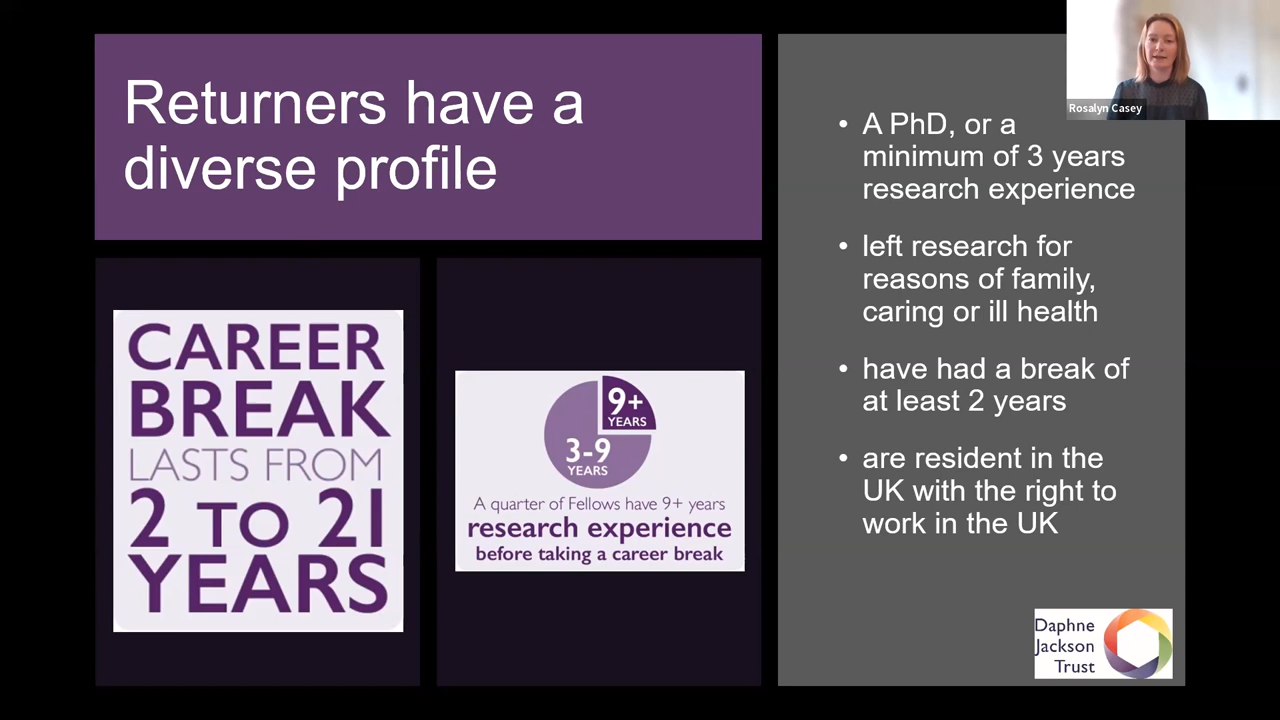 Returners have a
diverse profile
CAREER
BREAK
LASTS FROM
2 TO 21
YEARS
9+
YEARS
3-9
YEARS
A quarter of Fellows have 9+ years
research experience
before taking a career break
• A PhD, or a
minimum of 3 years
research experience
• left research for
reasons of family,
caring or ill health
• have had a break of
at least 2 years
• are resident in the
UK with the right to
work in the UK
Rosalyn Casey
Daphne
Jackson
Trust